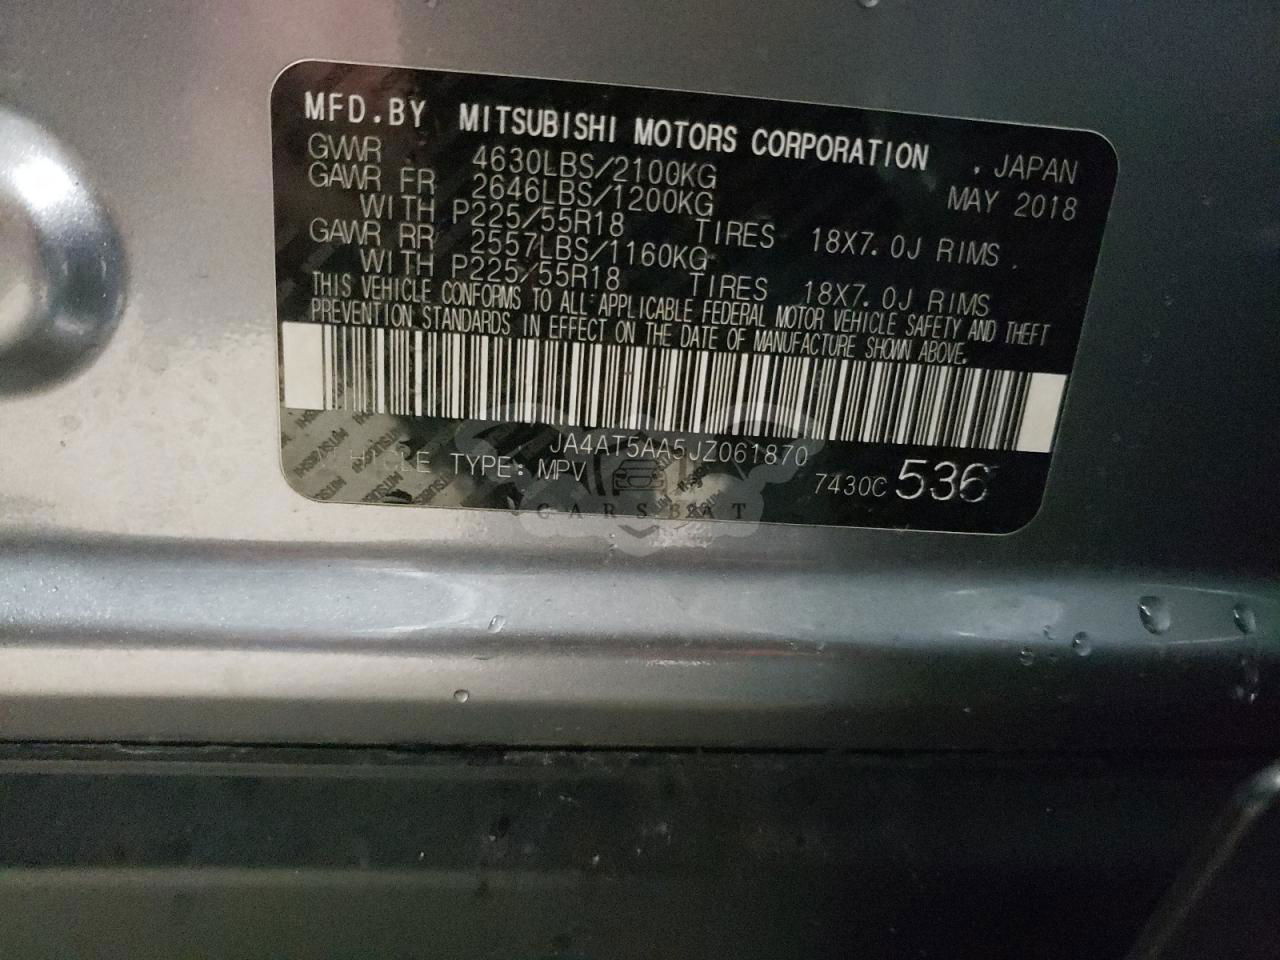 MFD.BY MITSUBISHI MOTORS CORPORATION , JAPAN
GVWR 4630LBS/2100KG MAY 2018
GAWR FR 2646LBS/1200KG
WITH P225/55R18 TIRES 18X7.0J RIMS
GAWR RR 2557LBS/1160KG
WITH P225/55R18 TIRES 18X7.0J RIMS
THIS VEHICLE CONFORMS TO ALL APPLICABLE FEDERAL MOTOR VEHICLE SAFETY AND THEFT
PREVENTION STANDARDS IN EFFECT ON THE DATE OF MANUFACTURE SHOWN ABOVE.
JA4AT5AA5JZ061870
VEHICLE TYPE: MPV 7430C 536